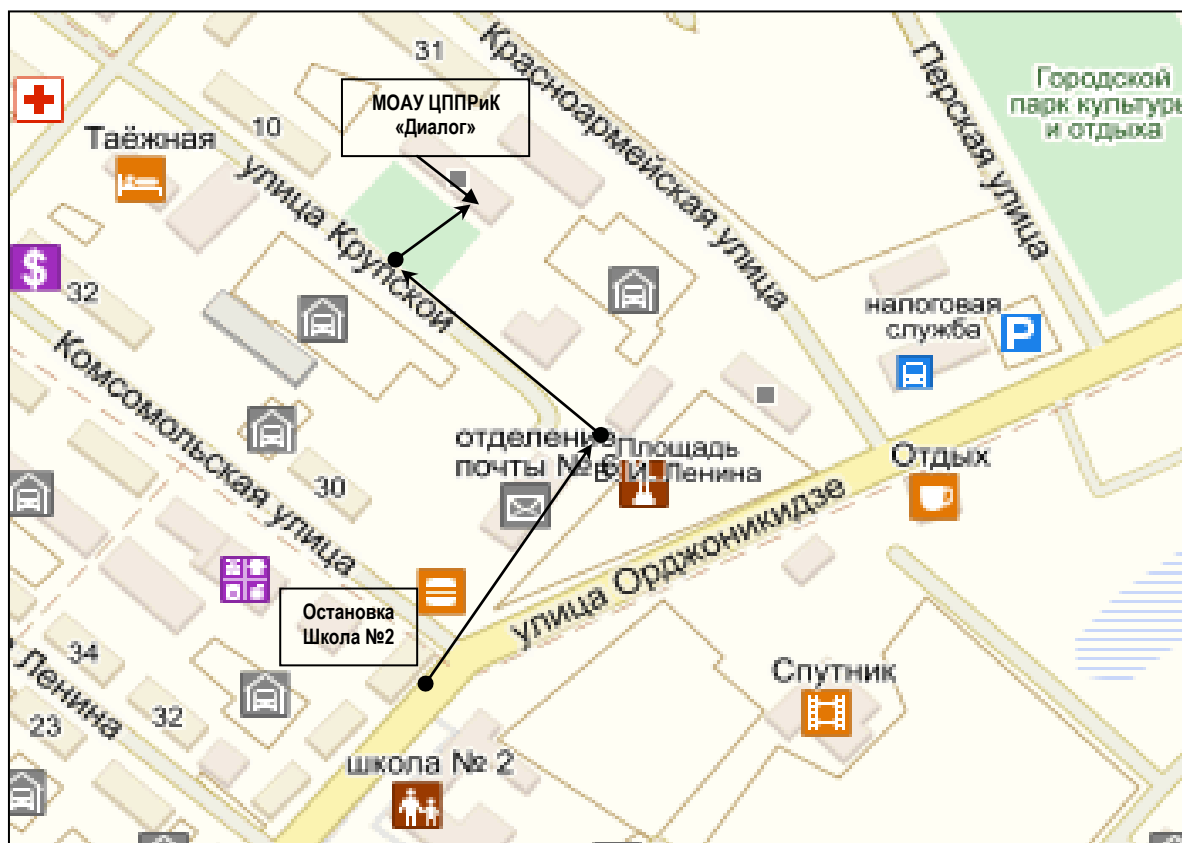 31
Красноармейская улица
Перская улица
Городской
парк культуры
и отдыха
МОАУ ЦППРиК
«Диалог»
10
Таёжная
улица Крупской
$
32
налоговая
служба
P
Комсомольская улица
отделение
почты №
Площадь
В. И. Ленина
Отдых
30
улица Орджоникидзе
Остановка
Школа №2
34
Ленина
32
23
Спутник
школа № 2